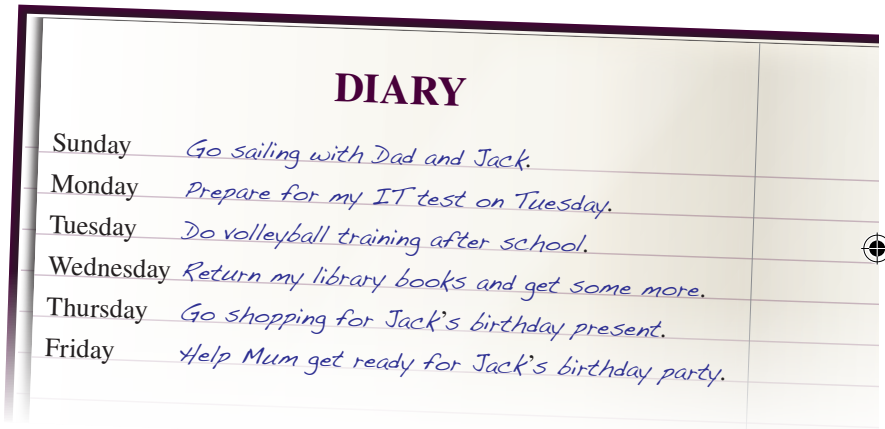 DIARY
Sunday Go sailing with Dad and Jack.
Monday Prepare for my IT test on Tuesday.
Tuesday Do volleyball training after school.
Wednesday Return my library books and get some more.
Thursday Go shopping for Jack's birthday present.
Friday Help Mum get ready for Jack's birthday party.